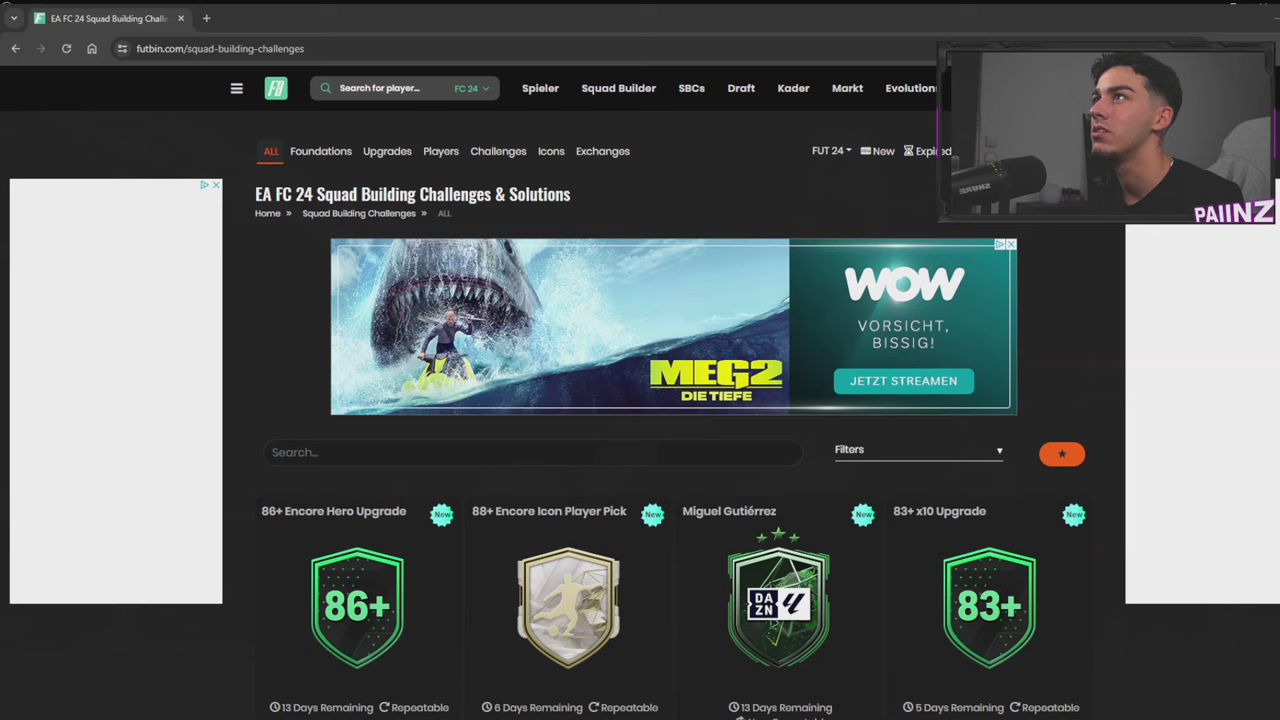 EA FC 24 Squad Building Challe
futbin.com/squad-building-challenges
FB
Search for player...
FC 24
Spieler
Squad Builder
SBCs
Draft
Kader
Markt
Evolution
ALL
Foundations
Upgrades
Players
Challenges
Icons
Exchanges
FUT 24
New
Expired
EA FC 24 Squad Building Challenges & Solutions
Home » Squad Building Challenges » ALL
PAIINZ
WOW
VORSICHT,
BISSIG!
JETZT STREAMEN
MEG2
DIE TIEFE
Search...
Filters
86+ Encore Hero Upgrade
New
88+ Encore Icon Player Pick
New
Miguel Gutiérrez
New
83+ x10 Upgrade
New
86+
DAZN
83+
13 Days Remaining
Repeatable
6 Days Remaining
Repeatable
13 Days Remaining
5 Days Remaining
Repeatable